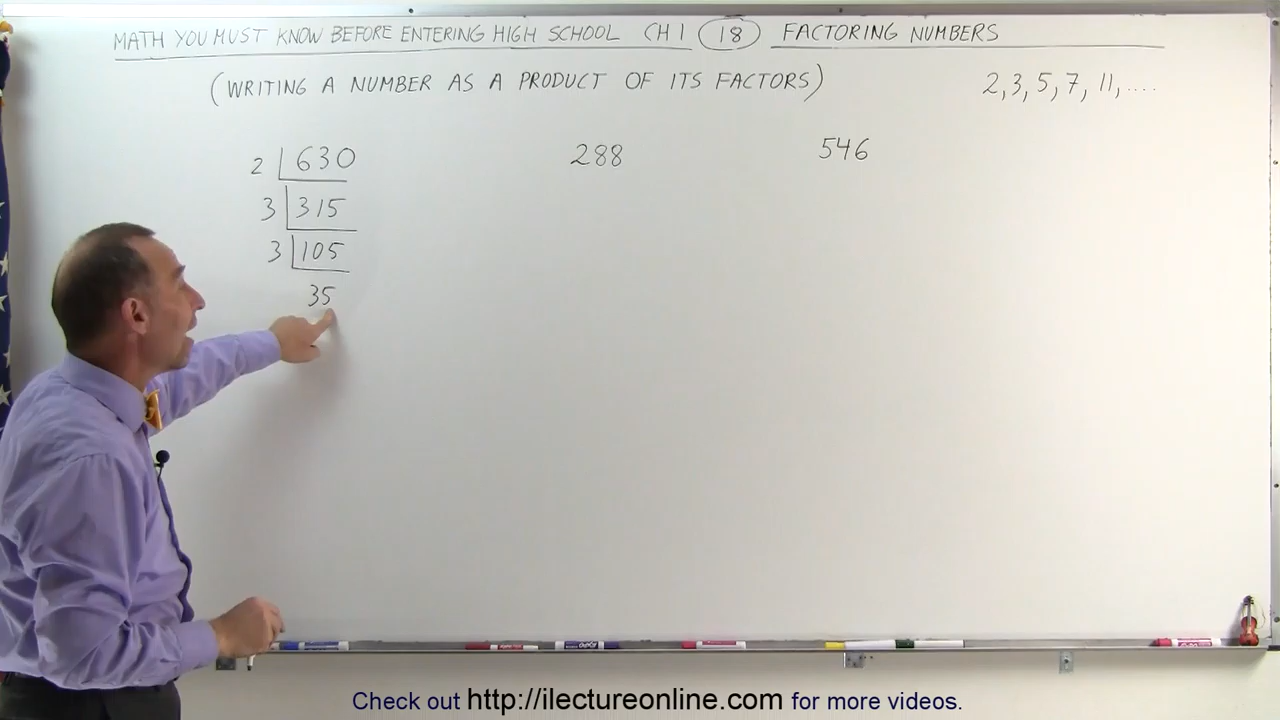 MATH YOU MUST KNOW BEFORE ENTERING HIGH SCHOOL CH 1 18 FACTORING NUMBERS
(WRITING A NUMBER AS A PRODUCT OF ITS FACTORS) 2, 3, 5, 7, 11, ....
2 630 288 546
3 315
3 105
35
Check out http://ilectureonline.com for more videos.